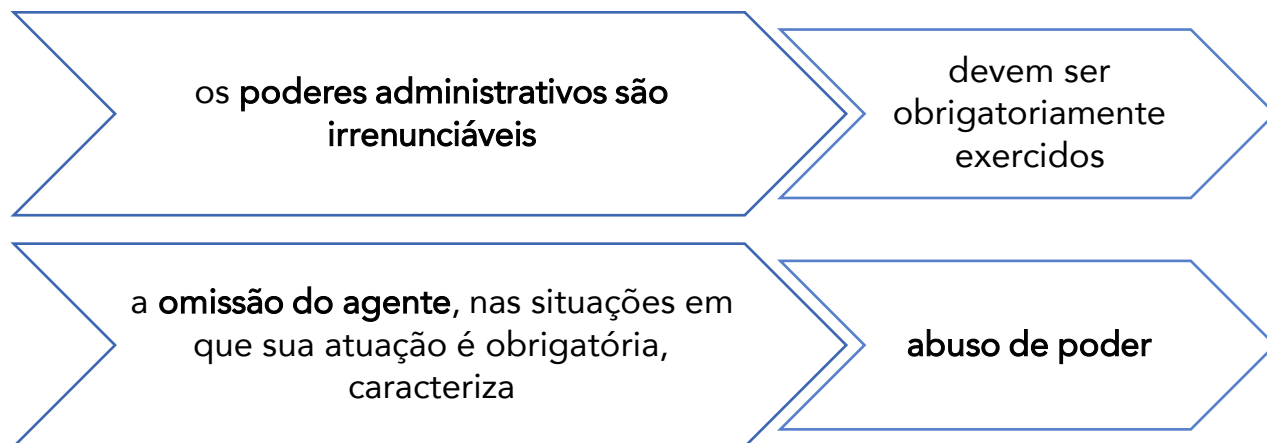 os poderes administrativos são
irrenunciáveis
devem ser
obrigatoriamente
exercidos
a omissão do agente, nas situações em
que sua atuação é obrigatória,
caracteriza
abuso de poder